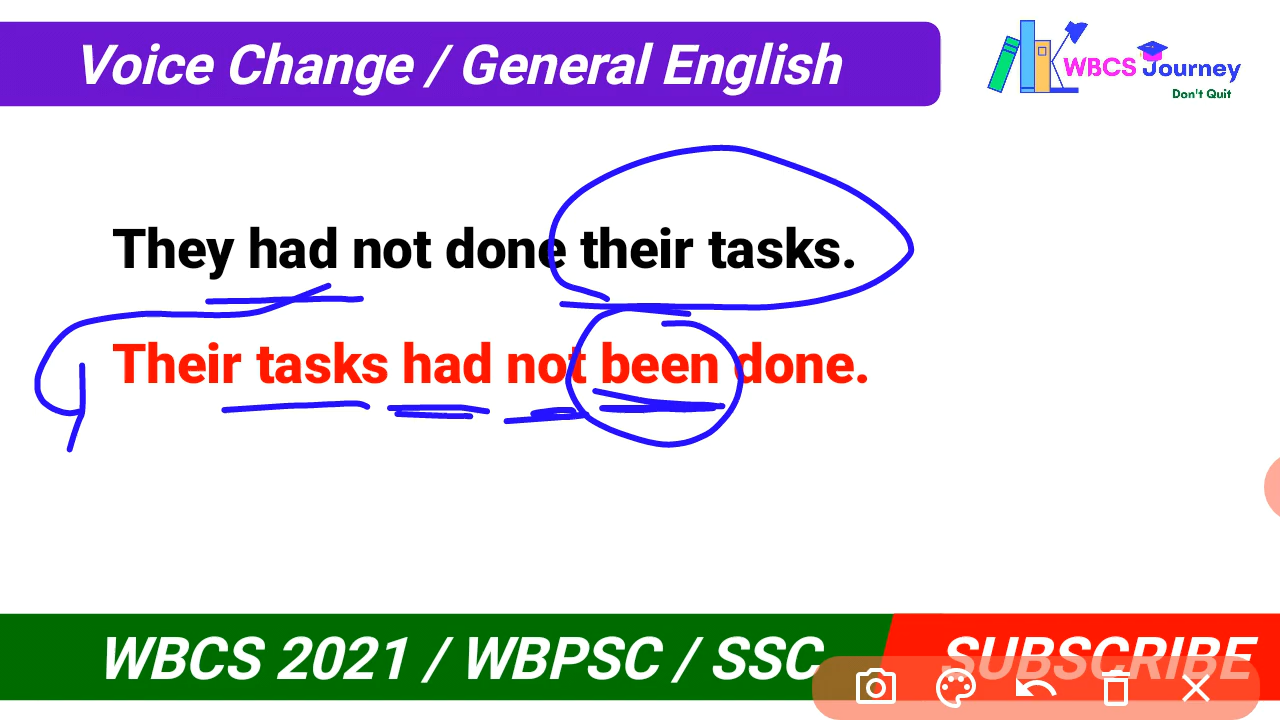 Voice Change / General English
WBCS Journey
Don't Quit
They had not done their tasks.
Their tasks had not been done.
WBCS 2021 / WBPSC / SSC
SUBSCRIBE